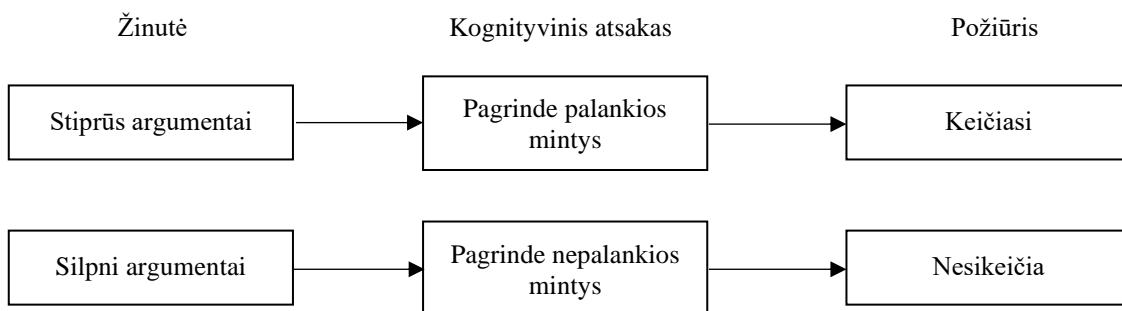 Žinutė
Kognityvinis atsakas
Požiūris
Stiprūs argumentai
Pagrinde palankios
mintys
Keičiasi
Silpni argumentai
Pagrinde nepalankios
mintys
Nesikeičia